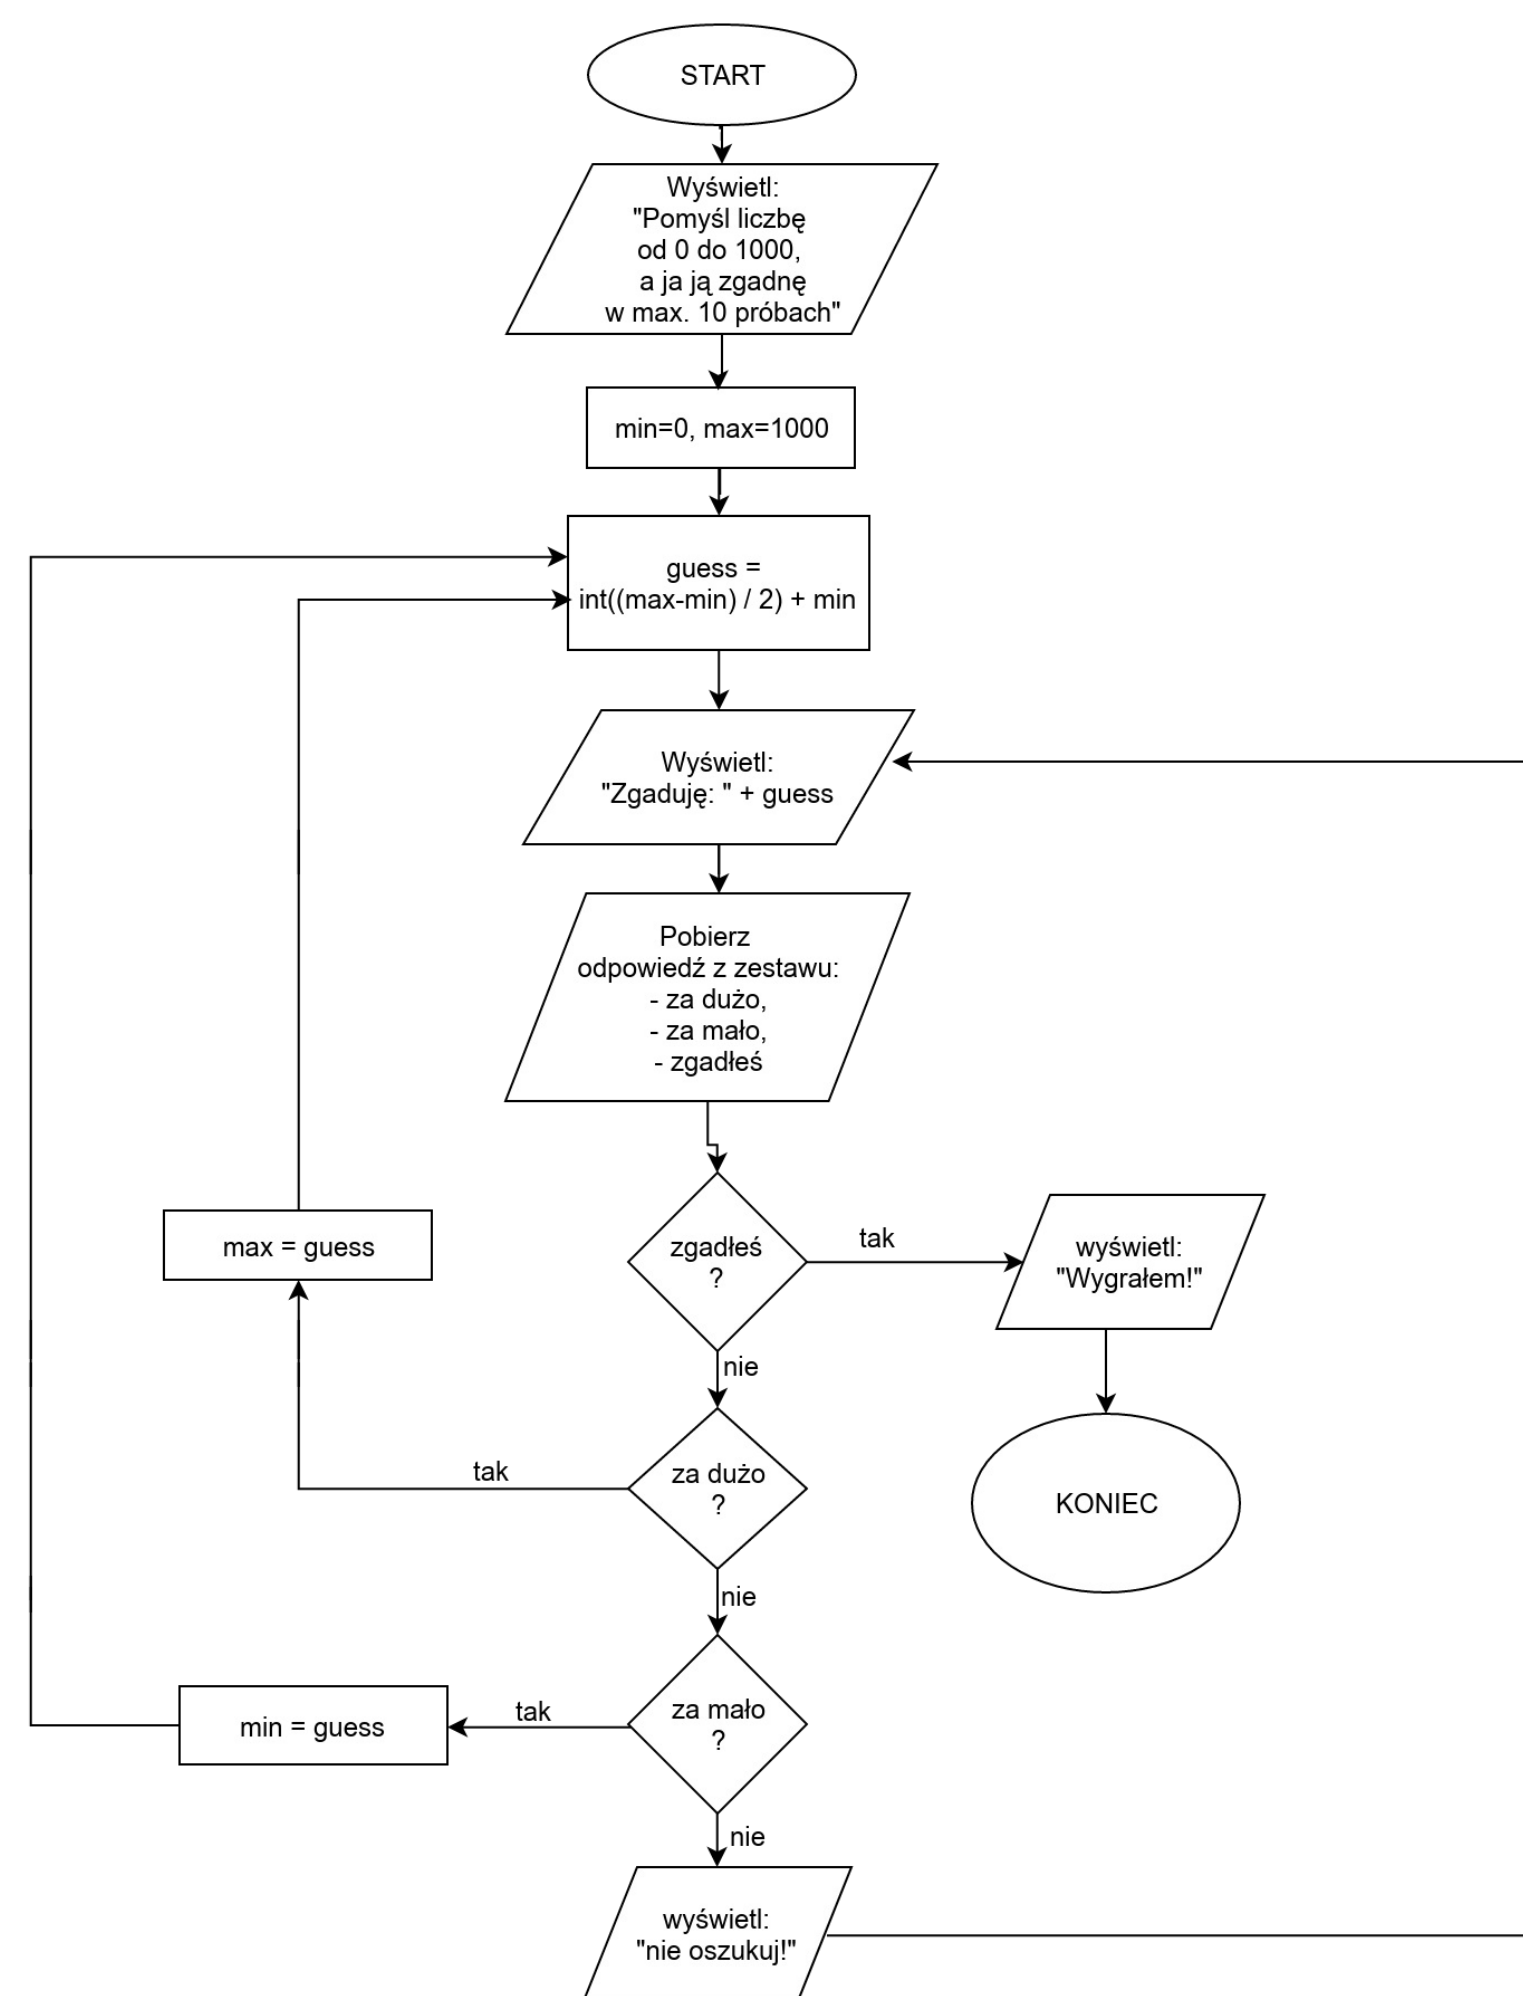 START
Wyświetl:
"Pomyśl liczbę
od 0 do 1000,
a ja ją zgadnę
w max. 10 próbach"
min=0, max=1000
guess =
int((max-min) / 2) + min
Wyświetl:
"Zgaduję: " + guess
Pobierz
odpowiedź z zestawu:
- za dużo,
- za mało,
- zgadłeś
zgadłeś
?
tak
wyświetl:
"Wygrałem!"
KONIEC
nie
max = guess
za dużo
?
tak
nie
za mało
?
tak
min = guess
nie
wyświetl:
"nie oszukuj!"